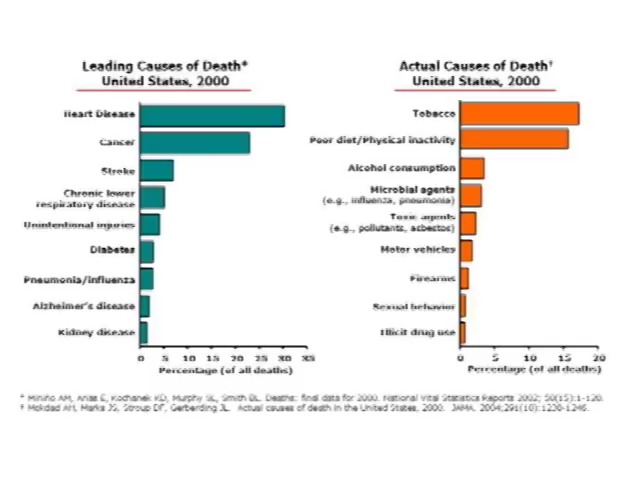 Leading Causes of Death*
United States, 2000
Heart Disease
Cancer
Stroke
Chronic lower
respiratory disease
Unintentional injuries
Diabetes
Pneumonia/influenza
Alzheimer's disease
Kidney disease
0 5 10 15 20 25 30 35
Percentage (of all deaths)
Actual Causes of Death†
United States, 2000
Tobacco
Poor diet/Physical inactivity
Alcohol consumption
Microbial agents
(e.g., influenza, pneumonia)
Toxic agents
(e.g., pollutants, asbestos)
Motor vehicles
Firearms
Sexual behavior
Illicit drug use
0 5 10 15 20
Percentage (of all deaths)
* Miniño AM, Arias E, Kochanek KD, Murphy SL, Smith BL. Deaths: final data for 2000. National Vital Statistics Reports 2002; 50(15):1-120.
† Mokdad AH, Marks JS, Stroup DF, Gerberding JL. Actual causes of death in the United States, 2000. JAMA. 2004;291(10):1238-1246.